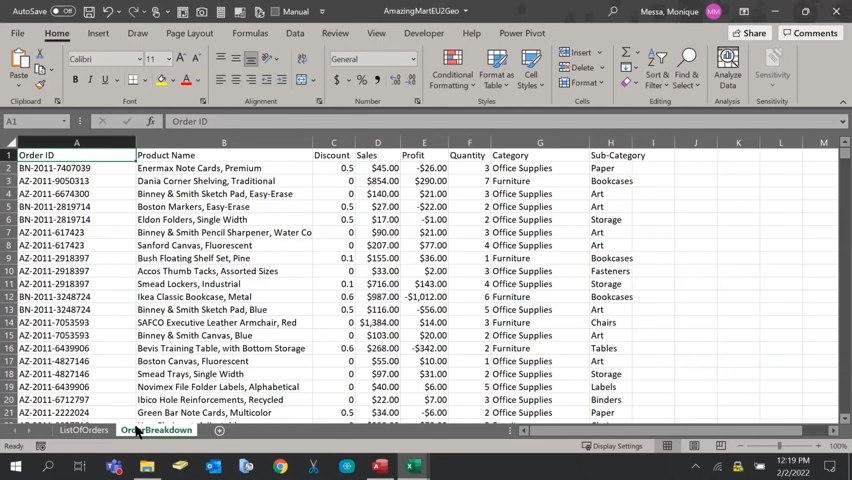 AutoSave Off Manual AmazingMartEU2Geo Messa, Monique MM
File Home Insert Draw Page Layout Formulas Data Review View Developer Help Power Pivot Share Comments
Paste Calibri 11 A A General Conditional Formatting Format as Table Cell Styles Insert Delete Format Sort & Filter Find & Select Analyze Data Sensitivity
Clipboard Font Alignment Number Styles Cells Editing Analysis Sensitivity
A1 fx Order ID
A B C D E F G H I J K L M
1 Order ID Product Name Discount Sales Profit Quantity Category Sub-Category
2 BN-2011-7407039 Enermax Note Cards, Premium 0.5 $45.00 -$26.00 3 Office Supplies Paper
3 AZ-2011-9050313 Dania Corner Shelving, Traditional 0 $854.00 $290.00 7 Furniture Bookcases
4 AZ-2011-6674300 Binney & Smith Sketch Pad, Easy-Erase 0 $140.00 $21.00 3 Office Supplies Art
5 BN-2011-2819714 Boston Markers, Easy-Erase 0.5 $27.00 -$22.00 2 Office Supplies Art
6 BN-2011-2819714 Eldon Folders, Single Width 0.5 $17.00 -$1.00 2 Office Supplies Storage
7 AZ-2011-617423 Binney & Smith Pencil Sharpener, Water Co 0 $90.00 $21.00 3 Office Supplies Art
8 AZ-2011-617423 Sanford Canvas, Fluorescent 0 $207.00 $77.00 4 Office Supplies Art
9 AZ-2011-2918397 Bush Floating Shelf Set, Pine 0.1 $155.00 $36.00 1 Furniture Bookcases
10 AZ-2011-2918397 Accos Thumb Tacks, Assorted Sizes 0 $33.00 $2.00 3 Office Supplies Fasteners
11 AZ-2011-2918397 Smead Lockers, Industrial 0.1 $716.00 $143.00 4 Office Supplies Storage
12 BN-2011-3248724 Ikea Classic Bookcase, Metal 0.6 $987.00 -$1,012.00 6 Furniture Bookcases
13 BN-2011-3248724 Binney & Smith Sketch Pad, Blue 0.5 $116.00 -$56.00 5 Office Supplies Art
14 AZ-2011-7053593 SAFCO Executive Leather Armchair, Red 0 $1,384.00 $14.00 3 Furniture Chairs
15 AZ-2011-7053593 Binney & Smith Canvas, Blue 0 $103.00 $20.00 2 Office Supplies Art
16 AZ-2011-6439906 Bevis Training Table, with Bottom Storage 0.6 $268.00 -$342.00 2 Furniture Tables
17 AZ-2011-4827146 Boston Canvas, Fluorescent 0 $55.00 $10.00 1 Office Supplies Art
18 AZ-2011-4827146 Smead Trays, Single Width 0 $97.00 $31.00 2 Office Supplies Storage
19 AZ-2011-6439906 Novimex File Folder Labels, Alphabetical 0 $40.00 $6.00 5 Office Supplies Labels
20 AZ-2011-6712797 Ibico Hole Reinforcements, Recycled 0 $22.00 $7.00 3 Office Supplies Binders
21 AZ-2011-2222024 Green Bar Note Cards, Multicolor 0.5 $34.00 -$6.00 2 Office Supplies Paper
ListOfOrders OrderBreakdown
Ready Display Settings 100%
12:19 PM
2/2/2022